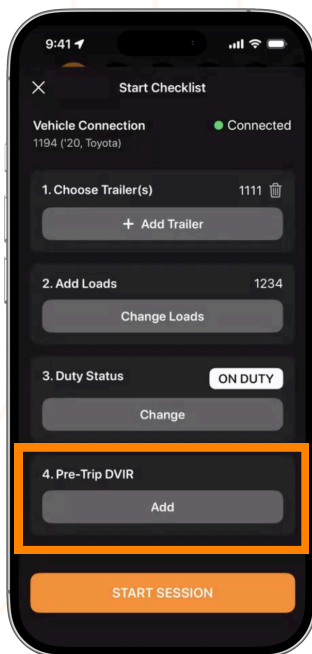 9:41
Start Checklist
Vehicle Connection
Connected
1194 ('20, Toyota)
1. Choose Trailer(s)
1111
+ Add Trailer
2. Add Loads
1234
Change Loads
3. Duty Status
ON DUTY
Change
4. Pre-Trip DVIR
Add
START SESSION